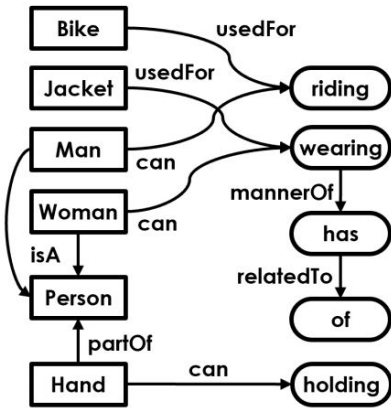 Bike
usedFor
Jacket
usedFor
riding
Man
can
wearing
Woman
can
mannerOf
isA
has
Person
relatedTo
partOf
of
Hand
can
holding